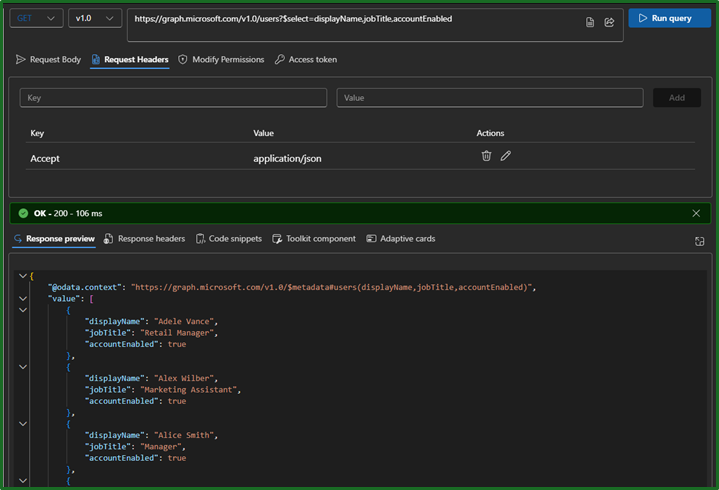 GET v1.0 https://graph.microsoft.com/v1.0/users?$select=displayName,jobTitle,accountEnabled Run query
Request Body Request Headers Modify Permissions Access token
Key Value Add
Key Value Actions
Accept application/json
OK - 200 - 106 ms
Response preview Response headers Code snippets Toolkit component Adaptive cards
{
"@odata.context": "https://graph.microsoft.com/v1.0/$metadata#users(displayName,jobTitle,accountEnabled)",
"value": [
{
"displayName": "Adele Vance",
"jobTitle": "Retail Manager",
"accountEnabled": true
},
{
"displayName": "Alex Wilber",
"jobTitle": "Marketing Assistant",
"accountEnabled": true
},
{
"displayName": "Alice Smith",
"jobTitle": "Manager",
"accountEnabled": true
},
{